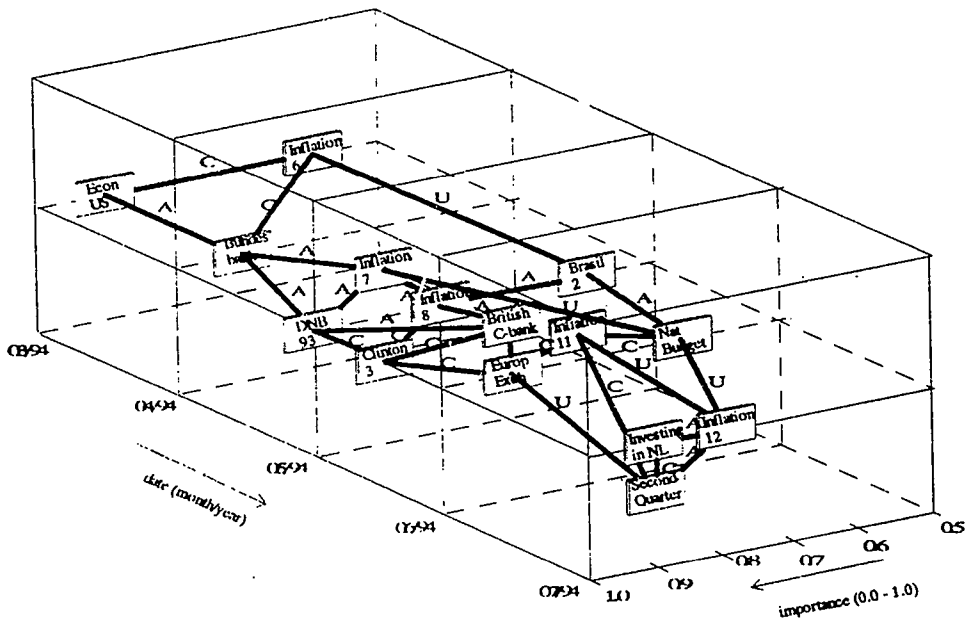 Inflation
6
C
Econ
US
A
C
U
Inflation
7
A
Brasil
2
A
A
Inflation
8
U
A
DNB
93
British
C-bank
Inflation
11
Nat
Budget
Clinton
3
C
C
C
C
Europ
Exch
U
U
C
U
Investing
in NL
Inflation
12
A
A
C
Second
Quarter
03/94
04/94
05/94
06/94
07/94
date (month/year)
1.0
0.9
0.8
0.7
0.6
0.5
importance (0.0 - 1.0)